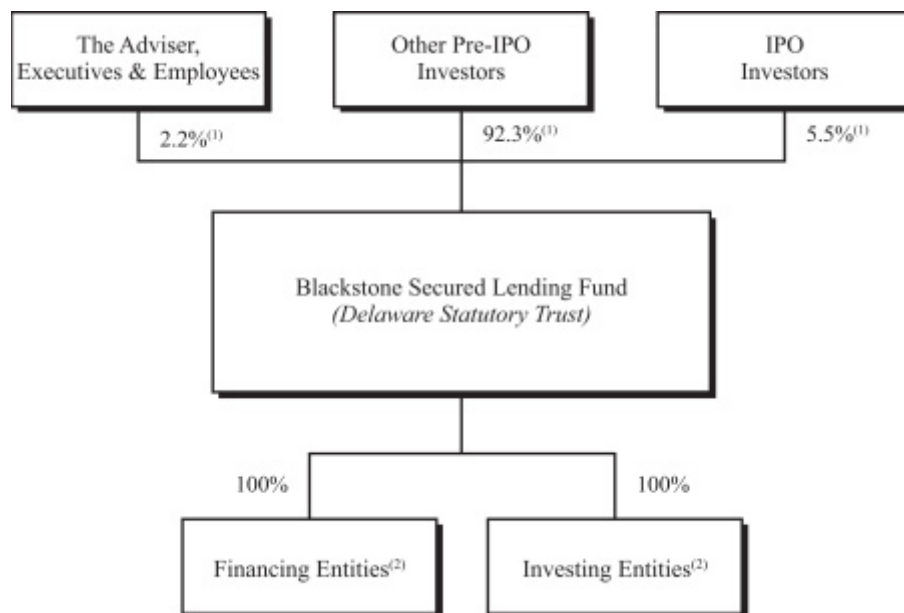 The Adviser,
Executives & Employees
Other Pre-IPO
Investors
IPO
Investors
2.2%(1)
92.3%(1)
5.5%(1)
Blackstone Secured Lending Fund
(Delaware Statutory Trust)
100%
100%
Financing Entities(2)
Investing Entities(2)